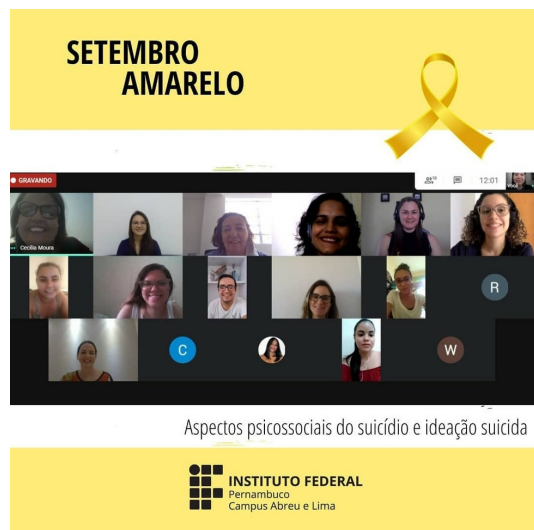 SETEMBRO
AMARELO
GRAVANDO
12:01
Você
Cecília Moura
R
C
W
Aspectos psicossociais do suicídio e ideação suicida
INSTITUTO FEDERAL
Pernambuco
Campus Abreu e Lima